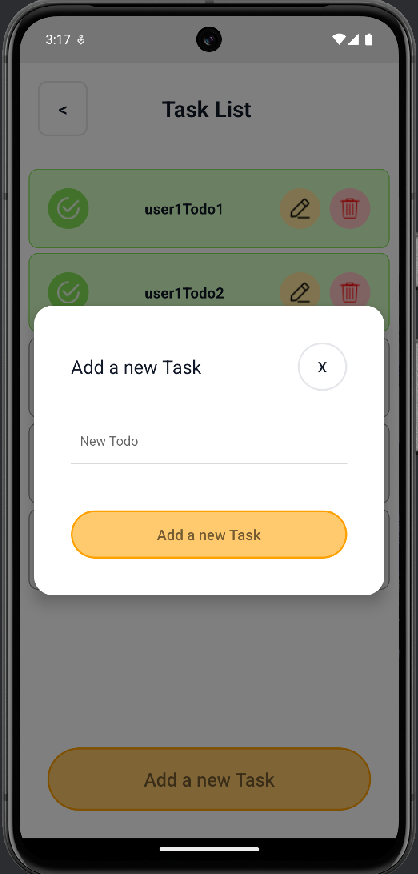 3:17
<
Task List
user1Todo1
user1Todo2
Add a new Task
X
New Todo
Add a new Task
Add a new Task